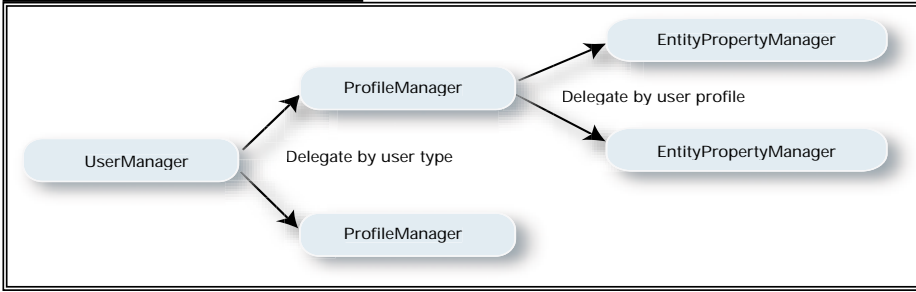 EntityPropertyManager
ProfileManager
Delegate by user profile
EntityPropertyManager
UserManager
Delegate by user type
ProfileManager